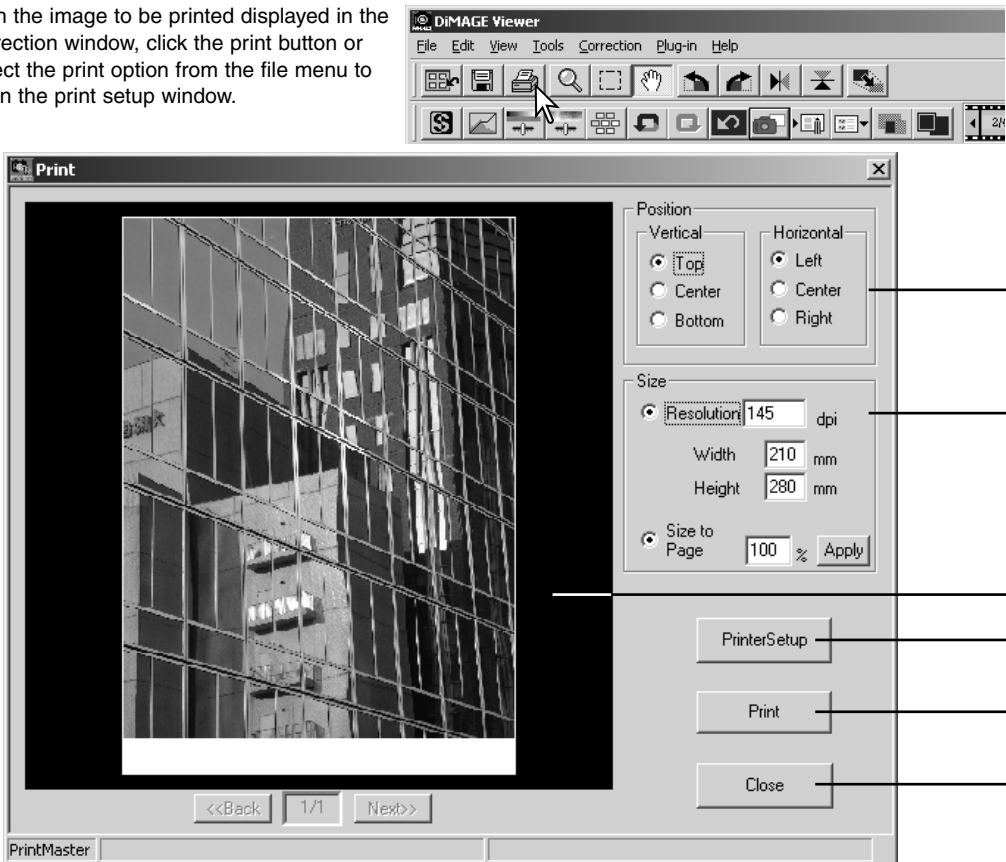 the image to be printed displayed in the
window, click the print button or
the print option from the file menu to
the print setup window.
DiMAGE Viewer
File Edit View Tools Correction Plug-in Help
S
2/4
Print
Position
Vertical
Horizontal
Top
Left
Center
Center
Bottom
Right
Size
Resolution 145 dpi
Width 210 mm
Height 280 mm
Size to
Page 100 % Apply
PrinterSetup
Print
Close
<<Back 1/1 Next>>
PrintMaster